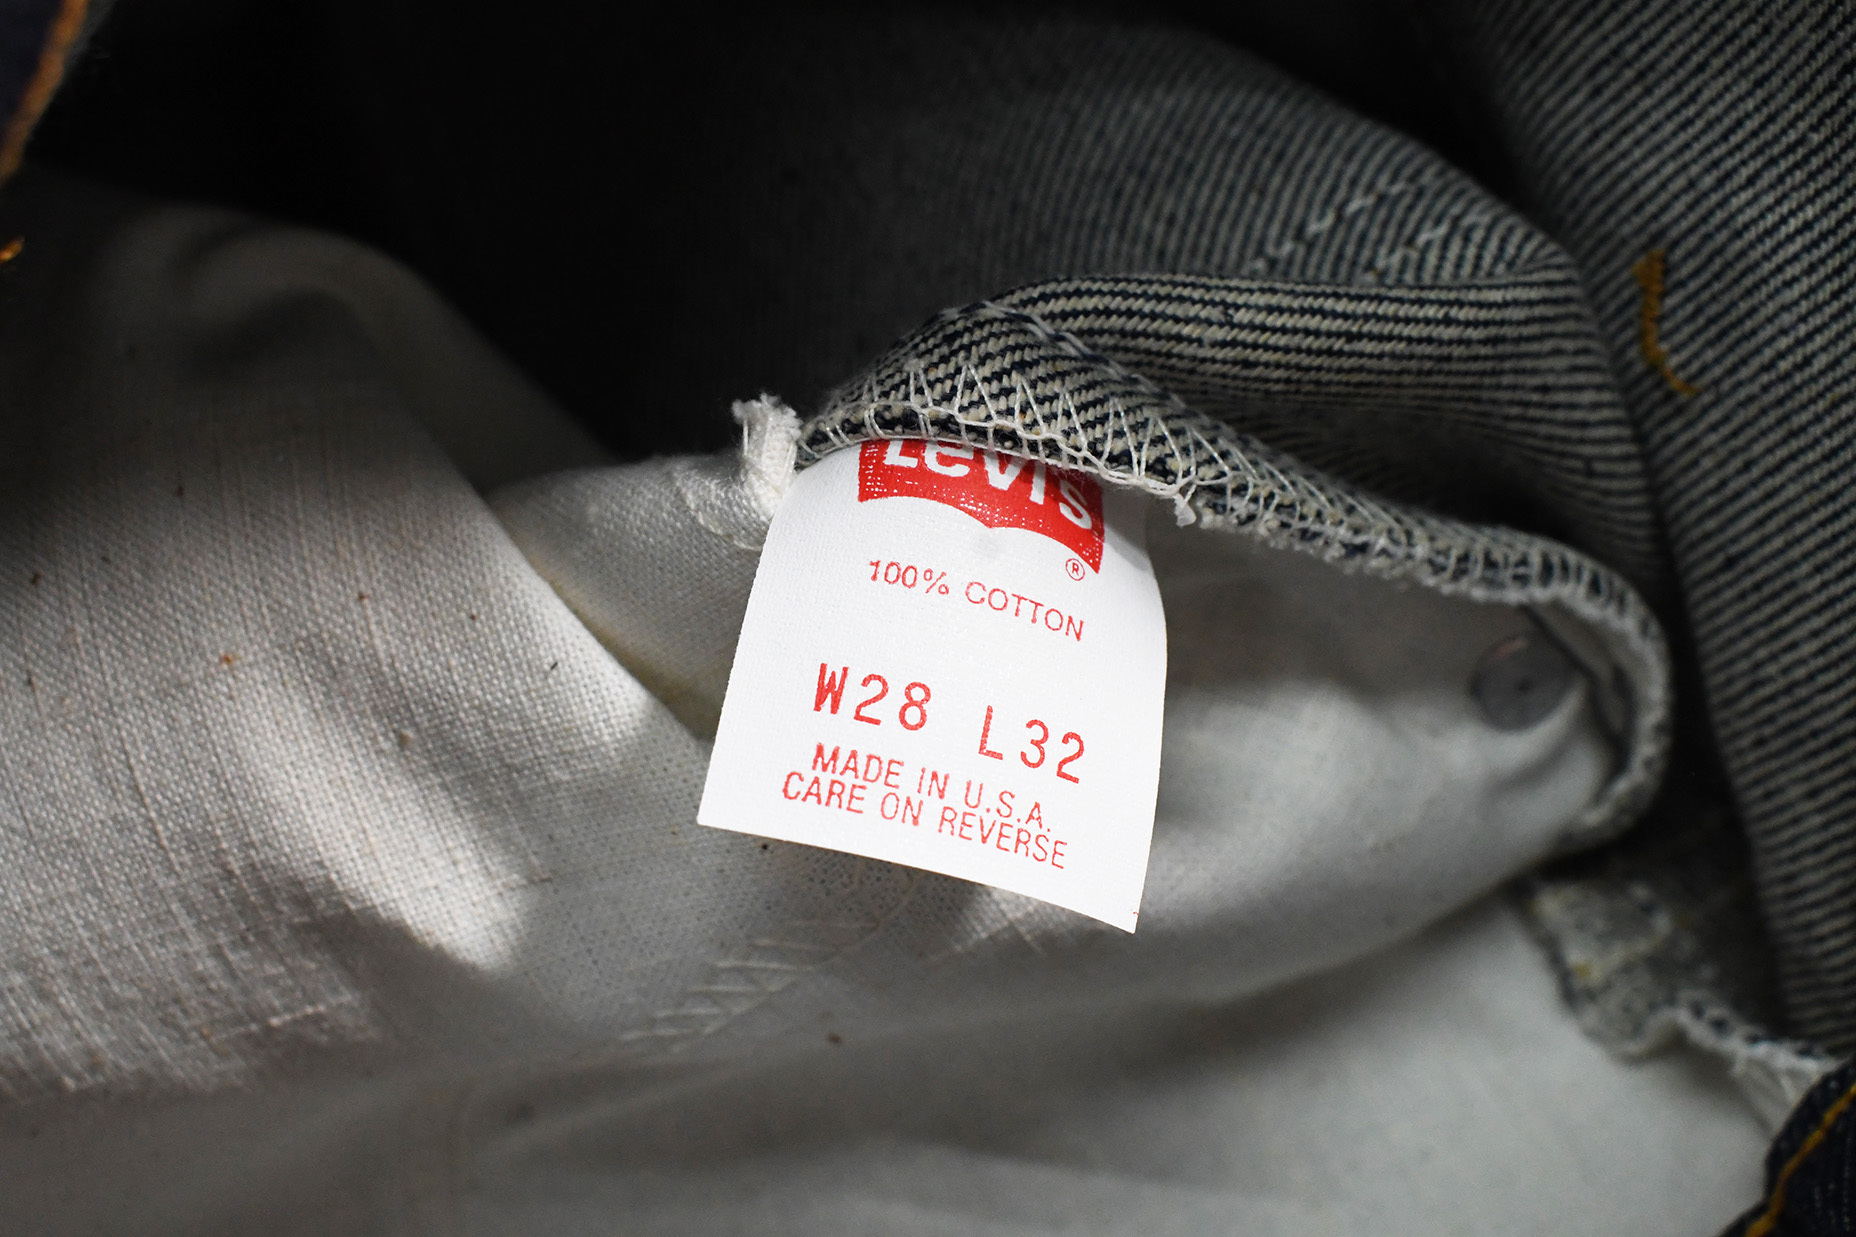 Levi's
®
100% COTTON
W28 L32
MADE IN U.S.A.
CARE ON REVERSE